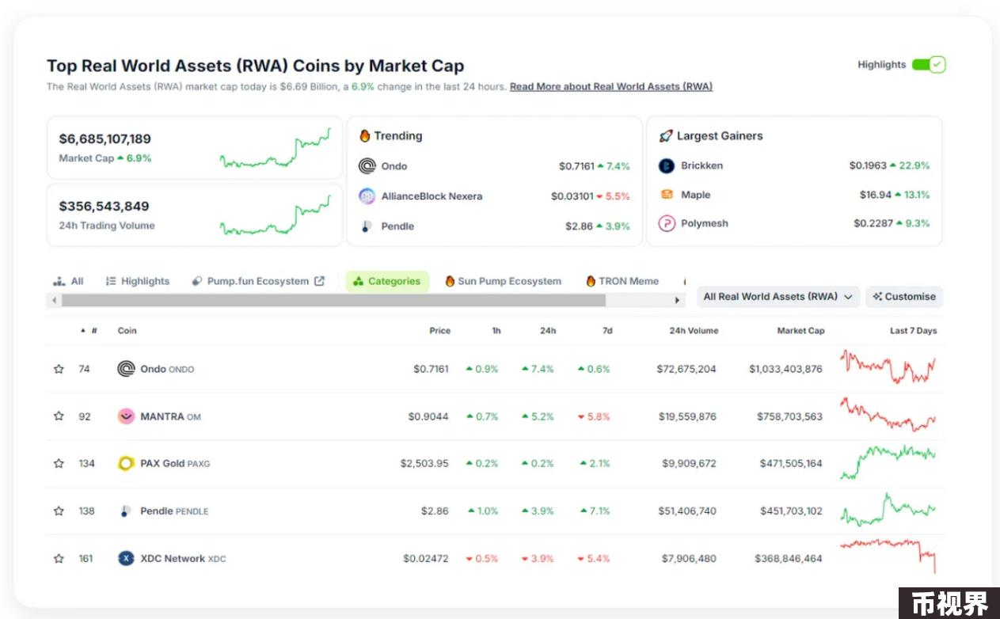 Top Real World Assets (RWA) Coins by Market Cap
Highlights
The Real World Assets (RWA) market cap today is $6.69 Billion, a 6.9% change in the last 24 hours. Read More about Real World Assets (RWA)
$6,685,107,189
Market Cap ▲ 6.9%
$356,543,849
24h Trading Volume
Trending
Ondo $0.7161 ▲ 7.4%
AllianceBlock Nexera $0.03101 ▼ 5.5%
Pendle $2.86 ▲ 3.9%
Largest Gainers
Brickken $0.1963 ▲ 22.9%
Maple $16.94 ▲ 13.1%
Polymesh $0.2287 ▲ 9.3%
All Highlights Pump.fun Ecosystem Categories Sun Pump Ecosystem TRON Meme
All Real World Assets (RWA) Customise
▲ # Coin Price 1h 24h 7d 24h Volume Market Cap Last 7 Days
74 Ondo ONDO $0.7161 ▲ 0.9% ▲ 7.4% ▲ 0.6% $72,675,204 $1,033,403,876
92 MANTRA OM $0.9044 ▲ 0.7% ▲ 5.2% ▼ 5.8% $19,559,876 $758,703,563
134 PAX Gold PAXG $2,503.95 ▲ 0.2% ▲ 0.2% ▲ 2.1% $9,909,672 $471,505,164
138 Pendle PENDLE $2.86 ▲ 1.0% ▲ 3.9% ▲ 7.1% $51,406,740 $451,703,102
161 XDC Network XDC $0.02472 ▼ 0.5% ▼ 3.9% ▼ 5.4% $7,906,480 $368,846,464
币视界